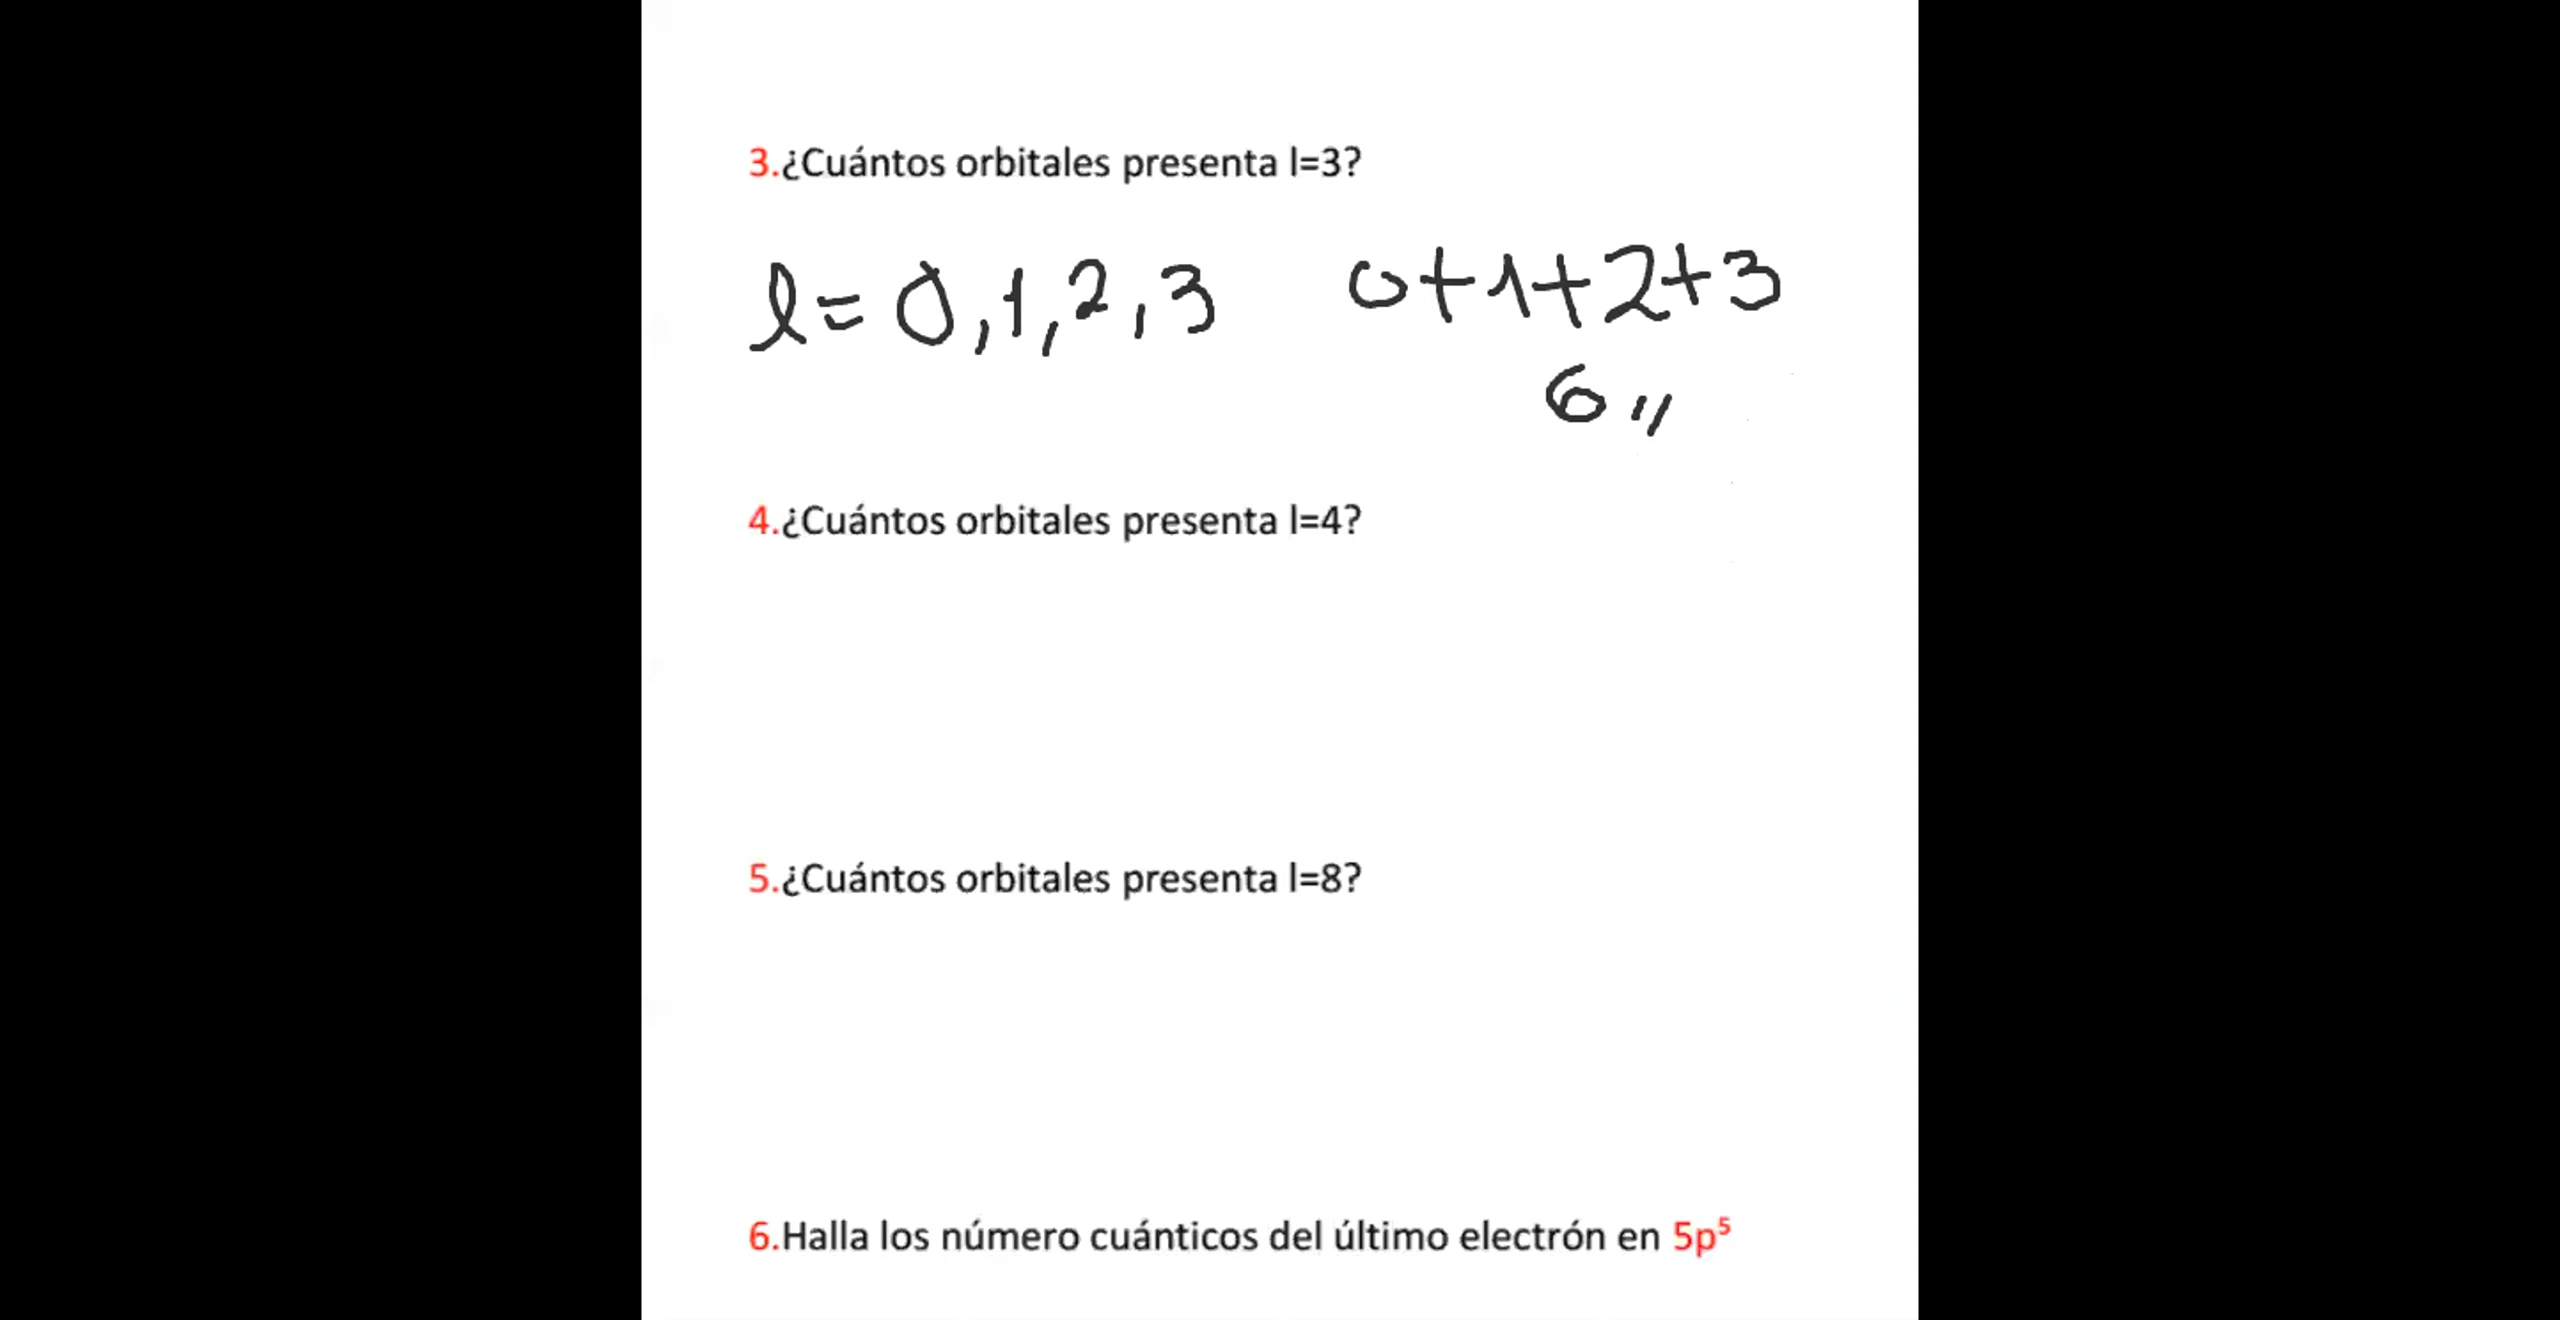 3.¿Cuántos orbitales presenta l=3?
l= 0,1,2,3 0+1+2+3
6 //
4.¿Cuántos orbitales presenta l=4?
5.¿Cuántos orbitales presenta l=8?
6.Halla los número cuánticos del último electrón en 5p⁵